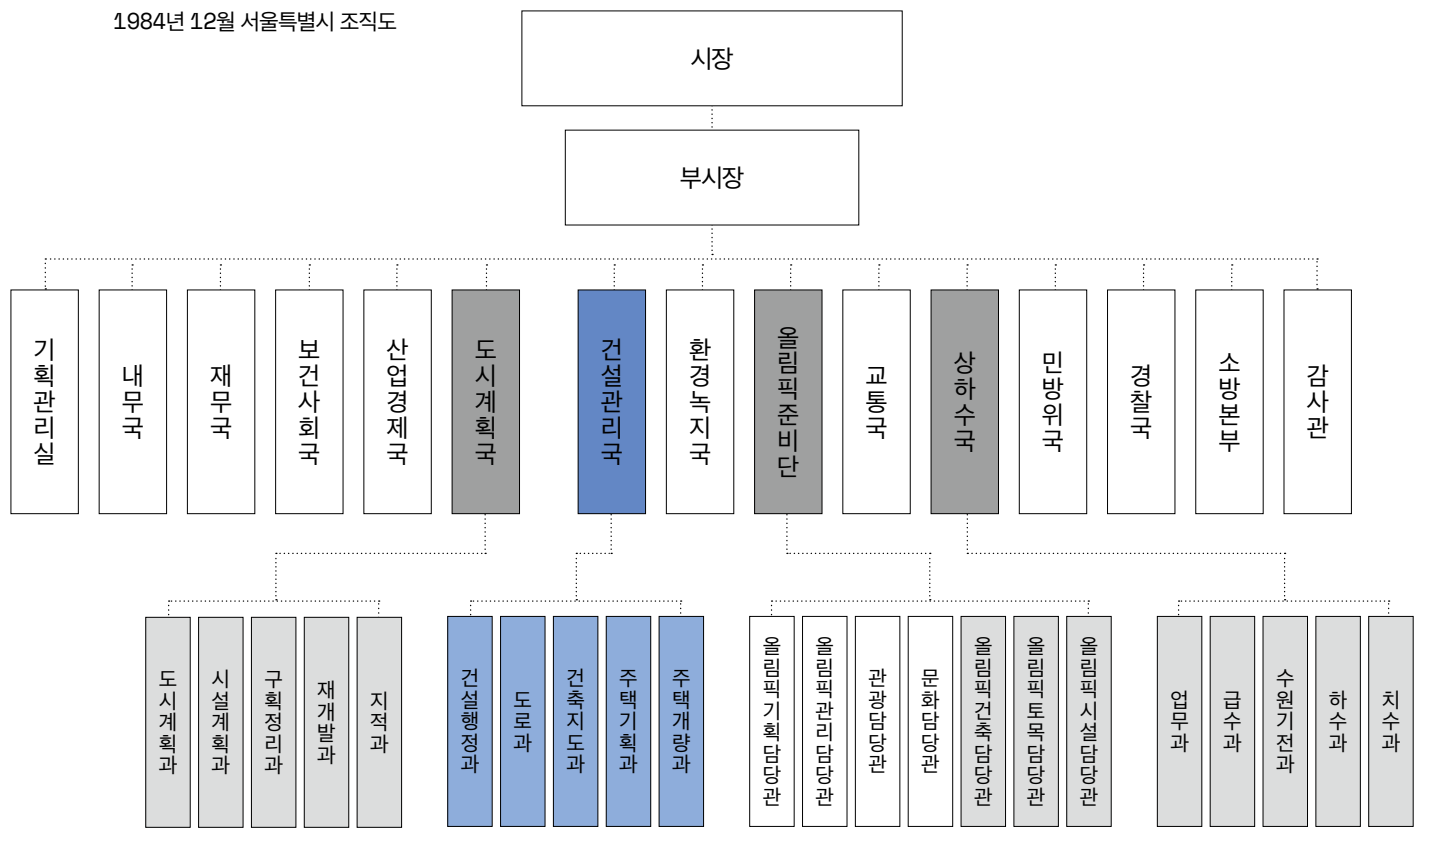 1984년 12월 서울특별시 조직도
시장
부시장
기획관리실
내무국
재무국
보건사회국
산업경제국
도시계획국
건설관리국
환경녹지국
올림픽준비단
교통국
상하수국
민방위국
경찰국
소방본부
감사관
도시계획과
시설계획과
구획정리과
재개발과
지적과
건설행정과
도로과
건축지도과
주택기획과
주택개량과
올림픽기획담당관
올림픽관리담당관
관광담당관
문화담당관
올림픽건축담당관
올림픽토목담당관
올림픽시설담당관
업무과
급수과
수원기전과
하수과
치수과